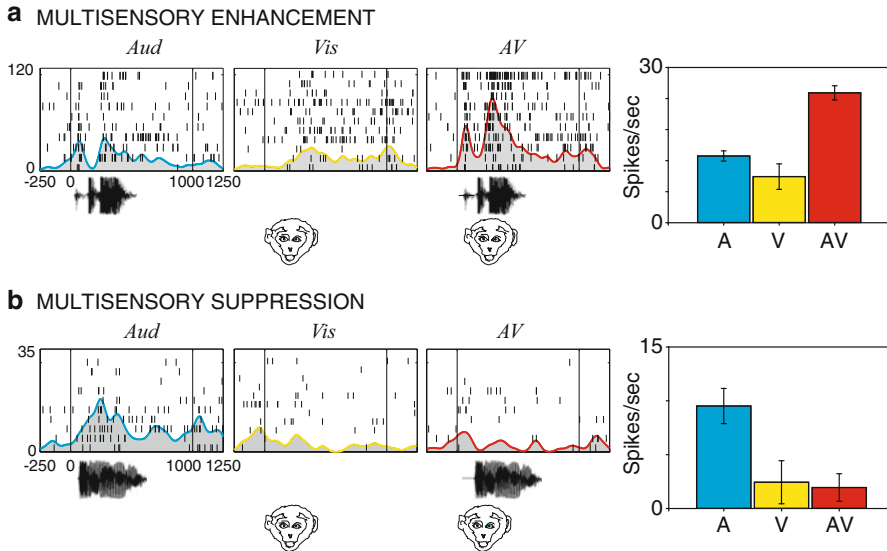 a MULTISENSORY ENHANCEMENT
Aud Vis AV
120
0
-250 0 1000 1250
30
Spikes/sec
0
A V AV
b MULTISENSORY SUPPRESSION
Aud Vis AV
35
0
-250 0 1000 1250
15
Spikes/sec
0
A V AV